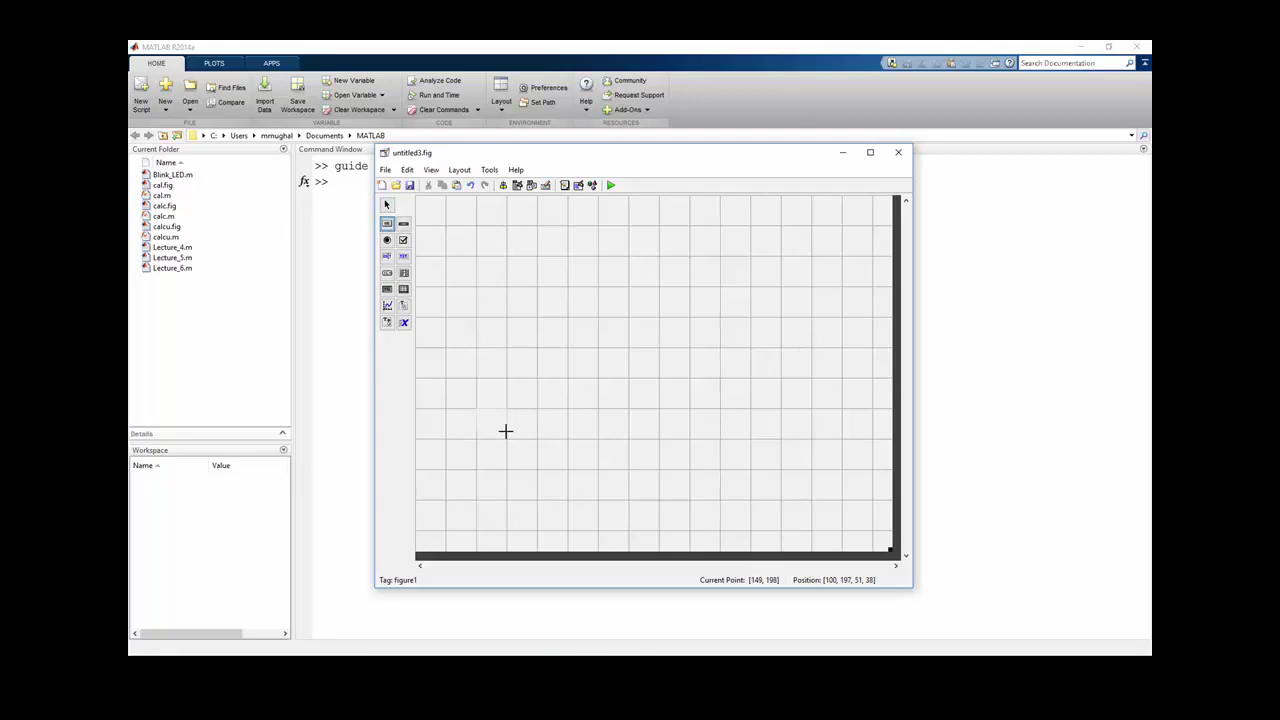 MATLAB R2014a
HOME
PLOTS
APPS
Search Documentation
New Script
New
Open
Find Files
Compare
Import Data
Save Workspace
New Variable
Open Variable
Clear Workspace
Analyze Code
Run and Time
Clear Commands
Layout
Preferences
Set Path
Help
Community
Request Support
Add-Ons
FILE
VARIABLE
CODE
ENVIRONMENT
RESOURCES
C: Users mmughal Documents MATLAB
Current Folder
Name
Blink_LED.m
cal.fig
cal.m
calc.fig
calc.m
calcu.fig
calcu.m
Lecture_4.m
Lecture_5.m
Lecture_6.m
Details
Workspace
Name
Value
Command Window
>> guide
fx >>
untitled3.fig
File Edit View Layout Tools Help
Tag: figure1
Current Point: [149, 198]
Position: [100, 197, 51, 38]